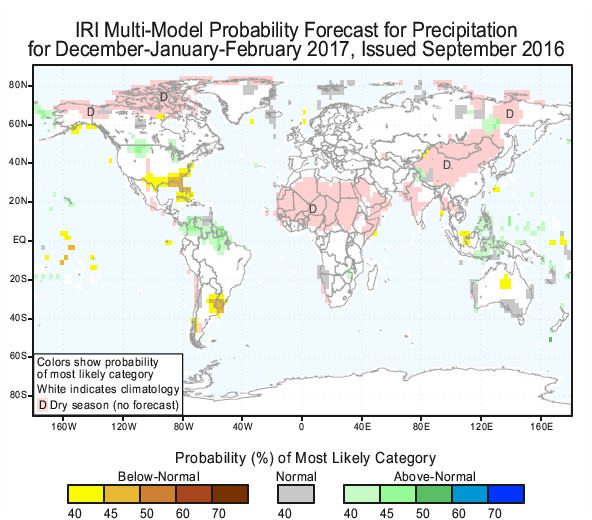 IRI Multi-Model Probability Forecast for Precipitation
for December-January-February 2017, Issued September 2016
80N
60N
40N
20N
EQ
20S
40S
60S
80S
D
D
D
D
D
Colors show probability
of most likely category
White indicates climatology
D Dry season (no forecast)
160W 120W 80W 40W 0 40E 80E 120E 160E
Probability (%) of Most Likely Category
Below-Normal Normal Above-Normal
40 45 50 60 70 40 40 45 50 60 70